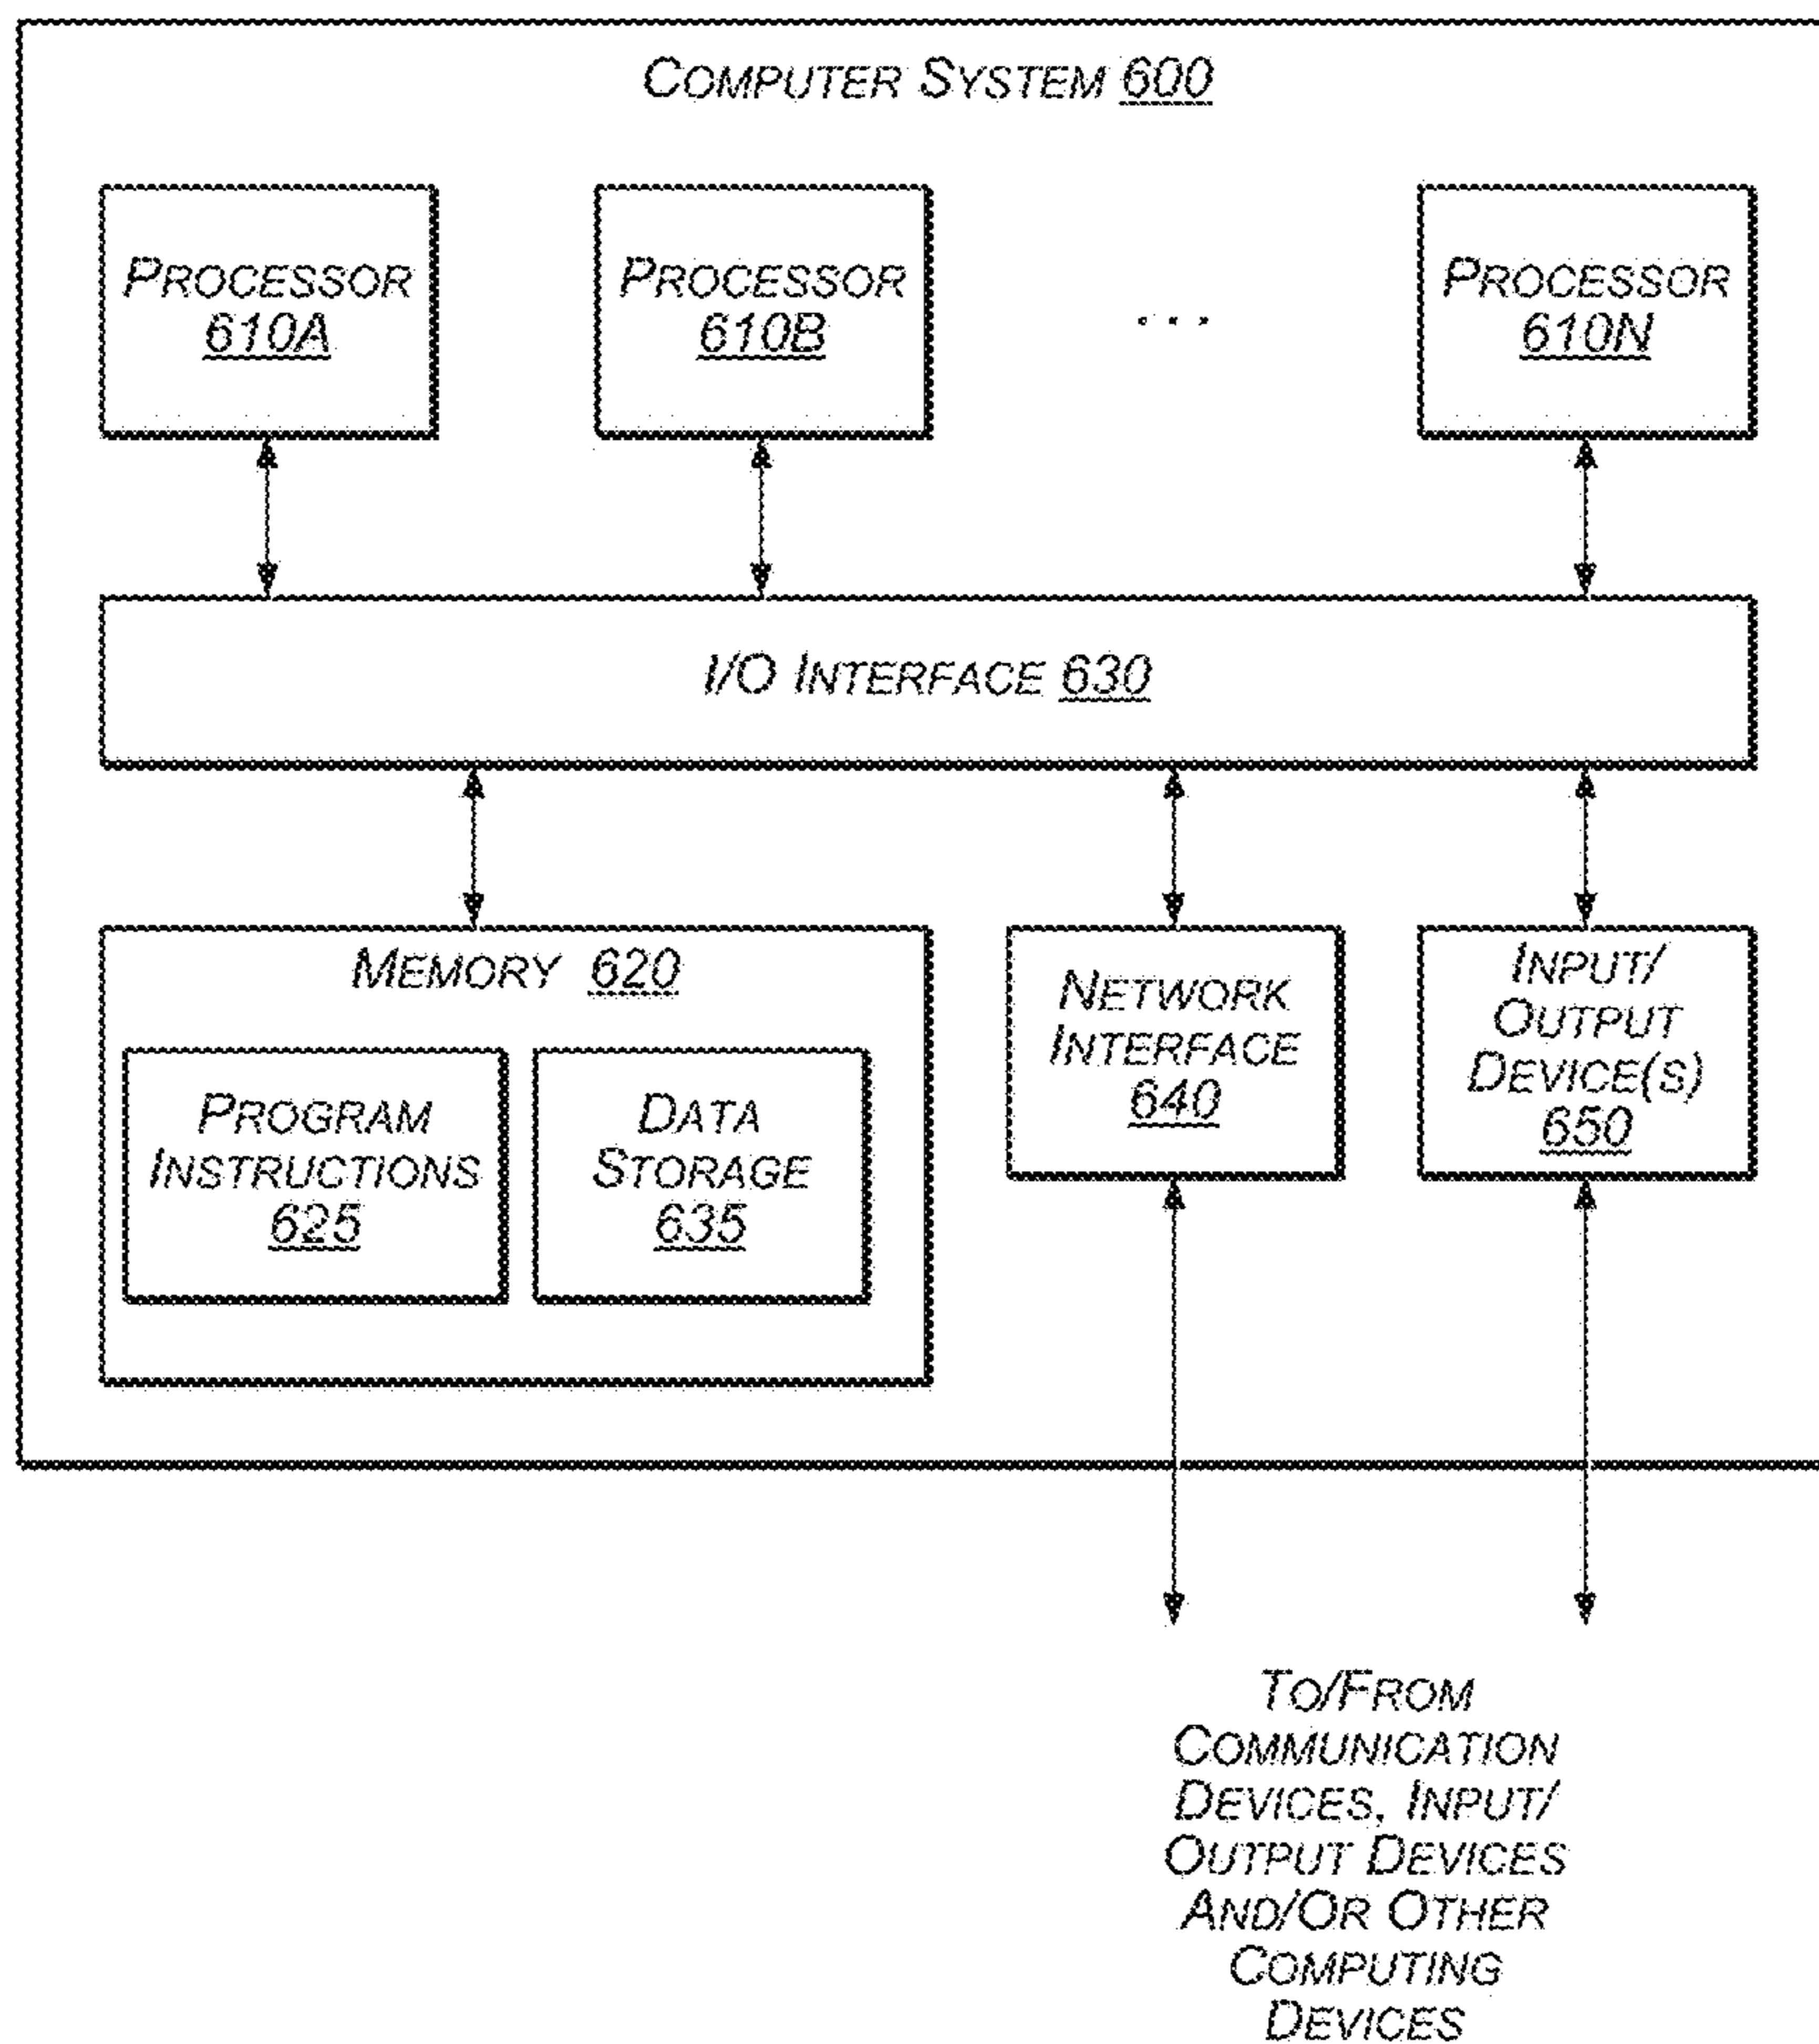 COMPUTER SYSTEM 600
PROCESSOR
610A
PROCESSOR
610B
. . .
PROCESSOR
610N
I/O INTERFACE 630
MEMORY 620
PROGRAM
INSTRUCTIONS
625
DATA
STORAGE
635
NETWORK
INTERFACE
640
INPUT/
OUTPUT
DEVICE(S)
650
TO/FROM
COMMUNICATION
DEVICES, INPUT/
OUTPUT DEVICES
AND/OR OTHER
COMPUTING
DEVICES